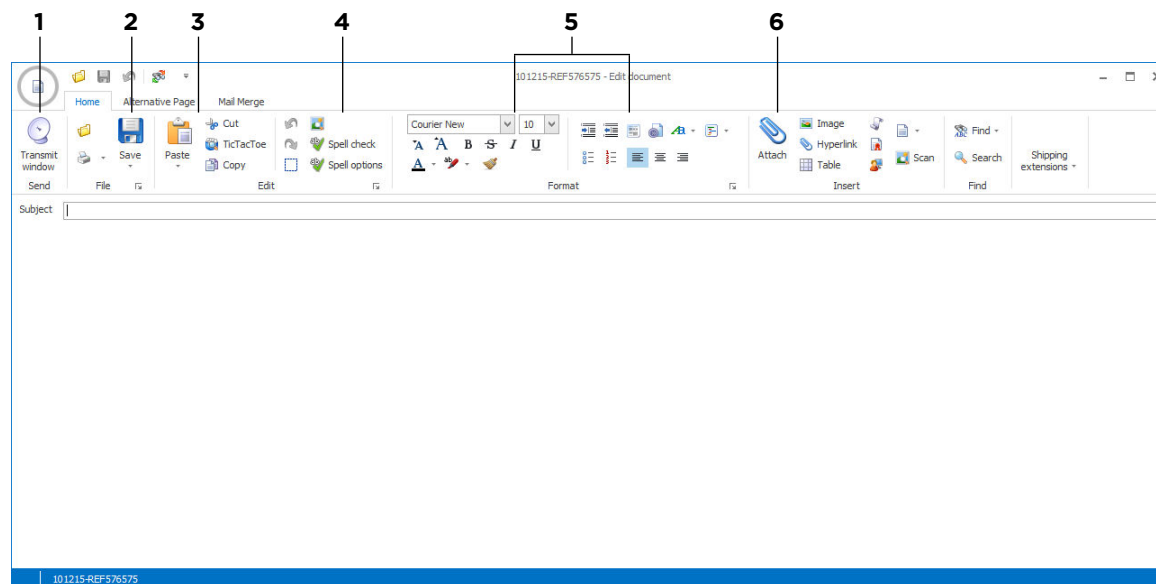 1 2 3 4 5 6
101215-REF576575 - Edit document
Home Alternative Page Mail Merge
Cut Courier New 10 Image Find
Transmit window Save Paste TicTacToe Spell check Attach Hyperlink Scan Search Shipping extensions
Copy Spell options A A B S I U A Table
Send File Edit Format Insert Find
Subject
101215-REF576575